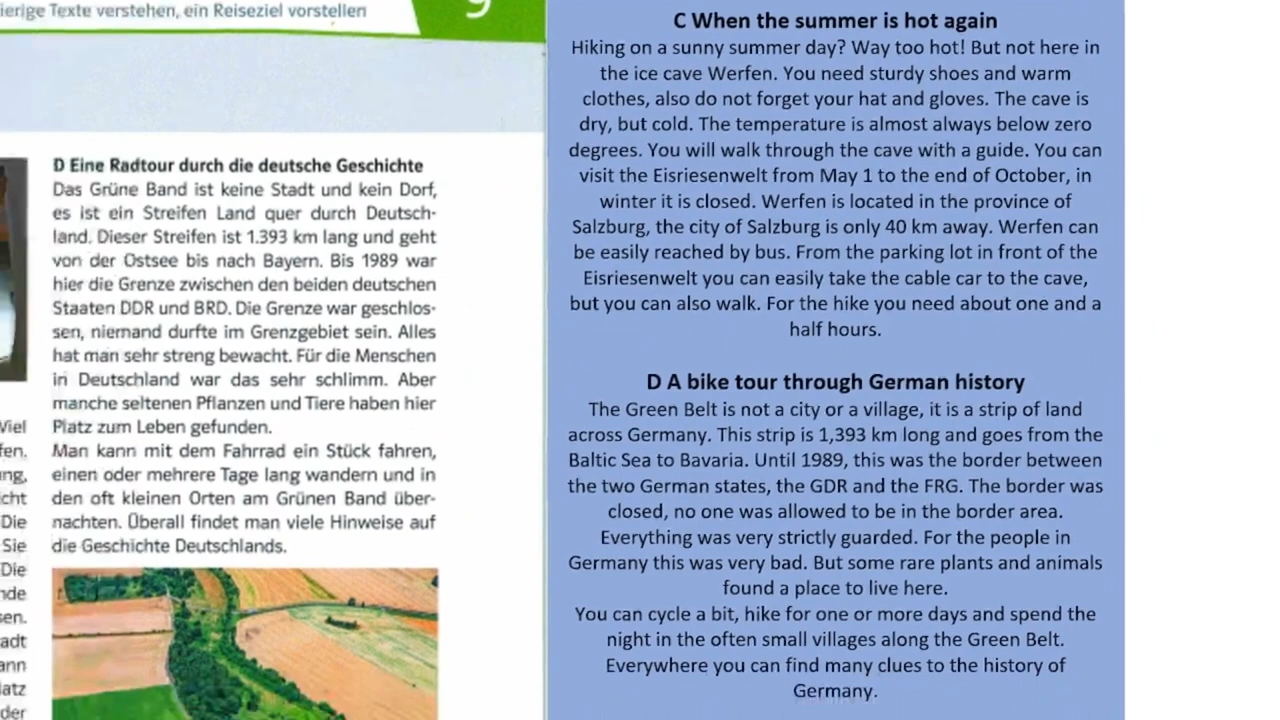 ierige Texte verstehen, ein Reiseziel vorstellen
9
D Eine Radtour durch die deutsche Geschichte
Das Grüne Band ist keine Stadt und kein Dorf,
es ist ein Streifen Land quer durch Deutsch-
land. Dieser Streifen ist 1.393 km lang und geht
von der Ostsee bis nach Bayern. Bis 1989 war
hier die Grenze zwischen den beiden deutschen
Staaten DDR und BRD. Die Grenze war geschlos-
sen, niemand durfte im Grenzgebiet sein. Alles
hat man sehr streng bewacht. Für die Menschen
in Deutschland war das sehr schlimm. Aber
manche seltenen Pflanzen und Tiere haben hier
Platz zum Leben gefunden.
Man kann mit dem Fahrrad ein Stück fahren,
einen oder mehrere Tage lang wandern und in
den oft kleinen Orten am Grünen Band über-
nachten. Überall findet man viele Hinweise auf
die Geschichte Deutschlands.
Viel
fen.
ung,
icht
Die
Sie
Die
nde
sen.
adt
ann
latz
der
C When the summer is hot again
Hiking on a sunny summer day? Way too hot! But not here in
the ice cave Werfen. You need sturdy shoes and warm
clothes, also do not forget your hat and gloves. The cave is
dry, but cold. The temperature is almost always below zero
degrees. You will walk through the cave with a guide. You can
visit the Eisriesenwelt from May 1 to the end of October, in
winter it is closed. Werfen is located in the province of
Salzburg, the city of Salzburg is only 40 km away. Werfen can
be easily reached by bus. From the parking lot in front of the
Eisriesenwelt you can easily take the cable car to the cave,
but you can also walk. For the hike you need about one and a
half hours.
D A bike tour through German history
The Green Belt is not a city or a village, it is a strip of land
across Germany. This strip is 1,393 km long and goes from the
Baltic Sea to Bavaria. Until 1989, this was the border between
the two German states, the GDR and the FRG. The border was
closed, no one was allowed to be in the border area.
Everything was very strictly guarded. For the people in
Germany this was very bad. But some rare plants and animals
found a place to live here.
You can cycle a bit, hike for one or more days and spend the
night in the often small villages along the Green Belt.
Everywhere you can find many clues to the history of
Germany.